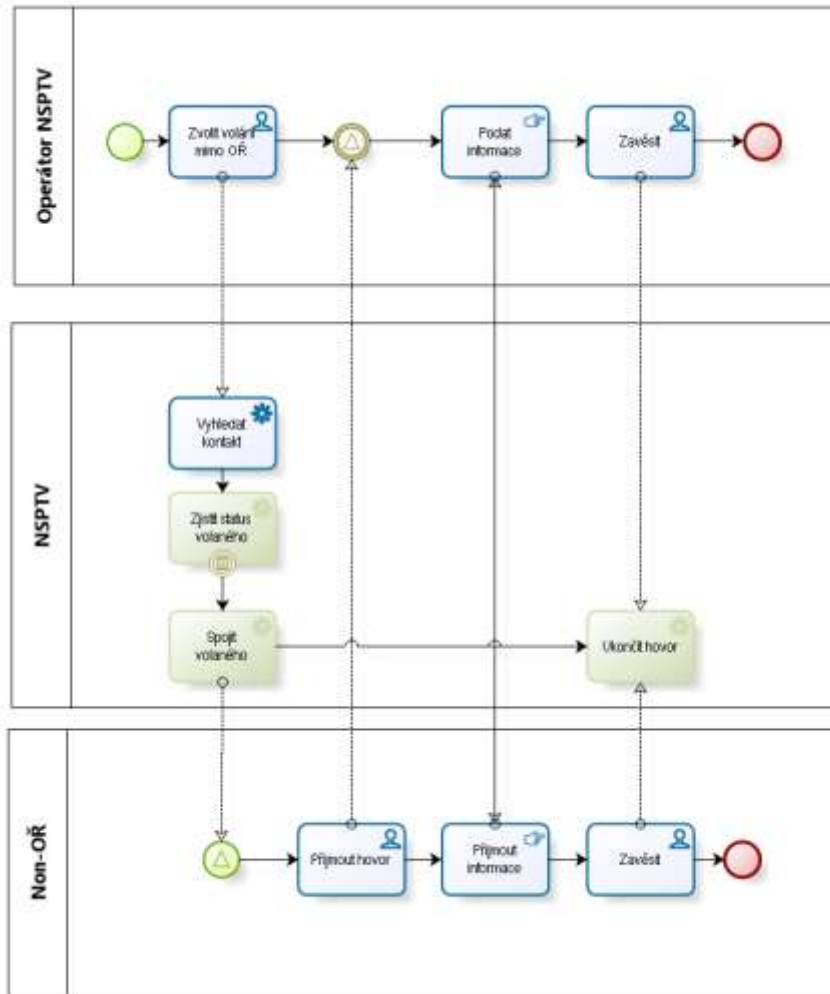 Operátor NSPTV
Zvolit volání
mimo OŘ
Podat
informace
Zavěsit
NSPTV
Vyhledat
kontakt
Zjistit status
volaného
Spojit
volaného
Ukončit hovor
Non-OŘ
Přijmout hovor
Přijmout
informace
Zavěsit